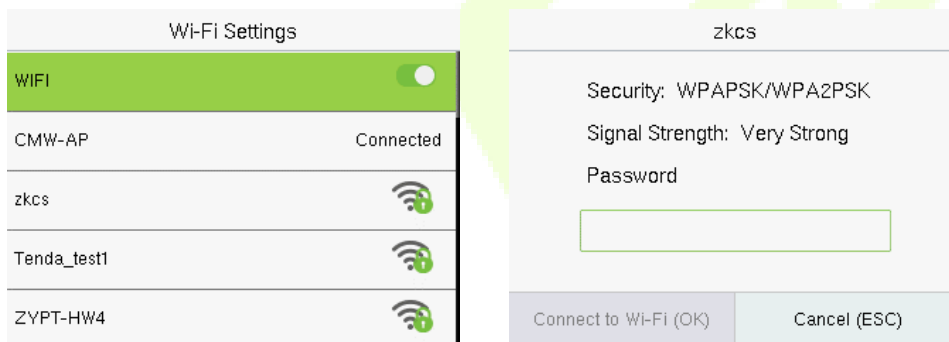 Wi-Fi Settings
WIFI
CMW-AP Connected
zkcs
Tenda_test1
ZYPT-HW4
zkcs
Security: WPAPSK/WPA2PSK
Signal Strength: Very Strong
Password
Connect to Wi-Fi (OK) Cancel (ESC)